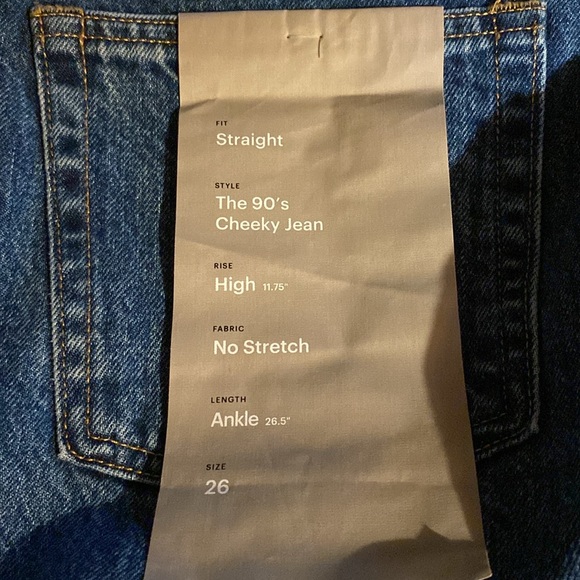 FIT
Straight
STYLE
The 90's
Cheeky Jean
RISE
High 11.75"
FABRIC
No Stretch
LENGTH
Ankle 26.5"
SIZE
26